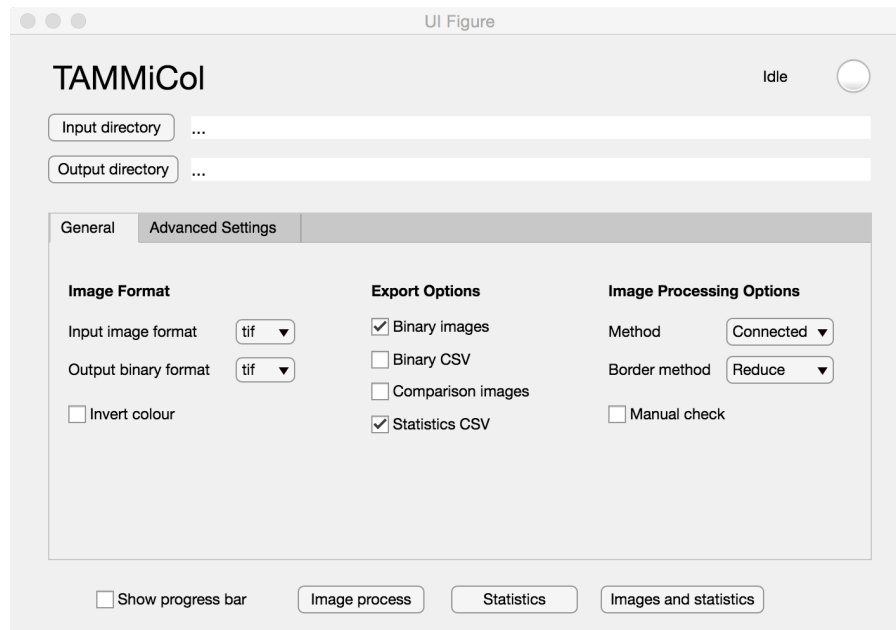 UI Figure
TAMMiCol
Idle
Input directory ...
Output directory ...
General Advanced Settings
Image Format
Input image format tif
Output binary format tif
Invert colour
Export Options
Binary images
Binary CSV
Comparison images
Statistics CSV
Image Processing Options
Method Connected
Border method Reduce
Manual check
Show progress bar Image process Statistics Images and statistics